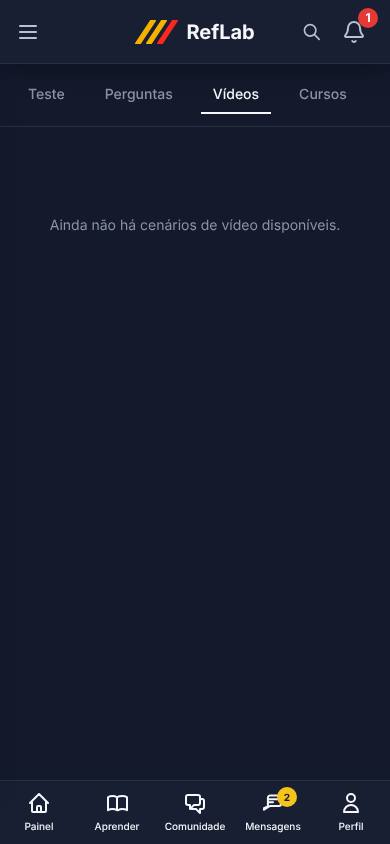 RefLab
1
Teste
Perguntas
Vídeos
Cursos
Ainda não há cenários de vídeo disponíveis.
2
Painel
Aprender
Comunidade
Mensagens
Perfil